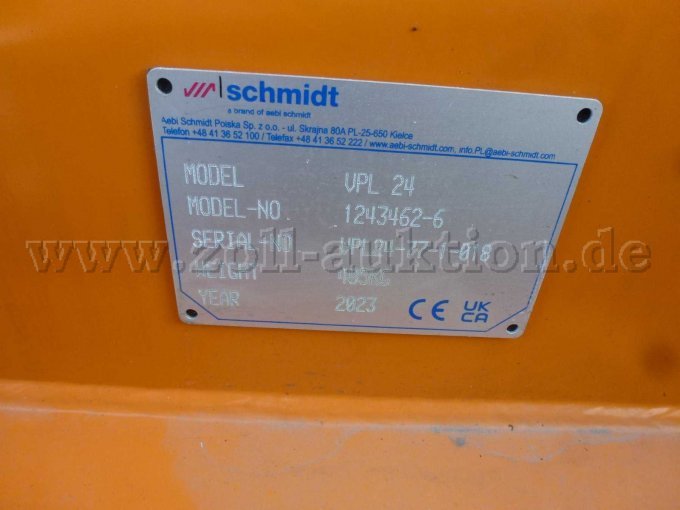 schmidt
a brand of aebi schmidt
Aebi Schmidt Polska Sp. z o.o. - ul. Skrajna 80A PL-25-650 Kielce
Telefon +48 41 36 52 100 / Telefax +48 41 36 52 222 / www.aebi-schmidt.com, info.PL@aebi-schmidt.com
MODEL VPL 24
MODEL-NO 1243462-6
SERIAL-NO
www.zoll-auktion.de
WEIGHT
YEAR 2023
CE UK
CA